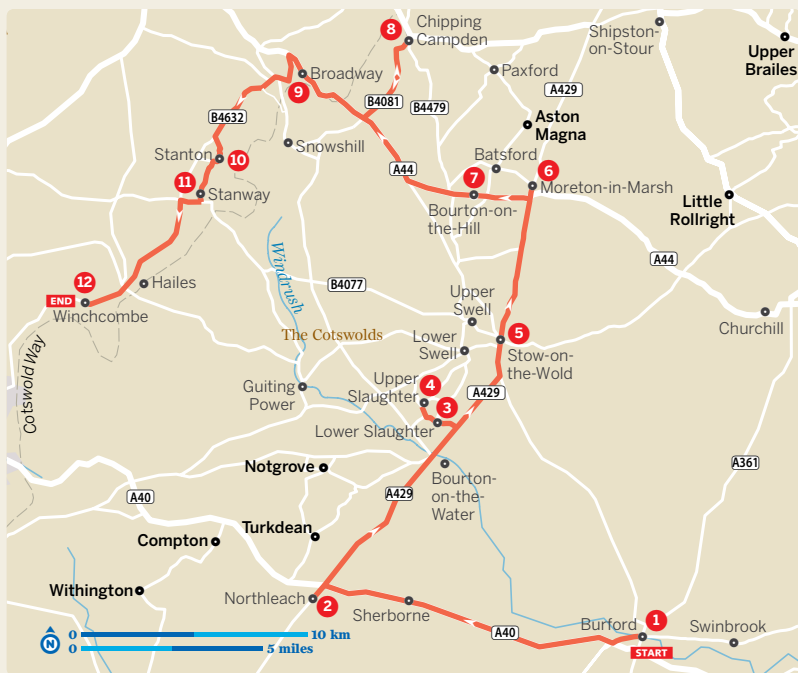 8
Chipping
Campden
Shipston-
on-Stour
Upper
Brailes
Broadway
9
Paxford
A429
B4081
B4479
B4632
Aston
Magna
Snowshill
Stanton
10
A44
Batsford
7
6
Moreton-in-Marsh
11
Stanway
Bourton-on-
the-Hill
Little
Rollright
Windrush
A44
12
END
Winchcombe
Hailes
B4077
Upper
Swell
Churchill
The Cotswolds
Lower
Swell
5
Stow-on-
the-Wold
Cotswold Way
Guiting
Power
Upper
Slaughter
4
A429
3
Lower Slaughter
Notgrove
Bourton-
on-the-
Water
A361
A40
A429
Turkdean
Compton
Withington
Northleach
2
Sherborne
Burford
1
Swinbrook
A40
START
N
0
10 km
0
5 miles